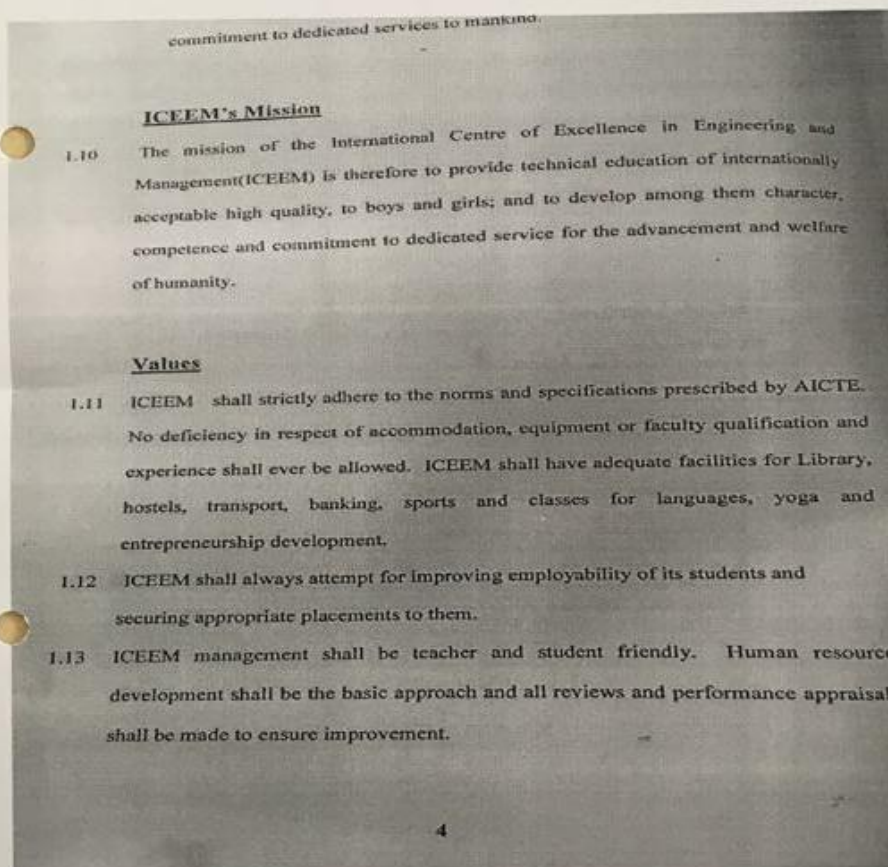 commitment to dedicated services to mankind.
ICEEM's Mission
1.10 The mission of the International Centre of Excellence in Engineering and
Management(ICEEM) is therefore to provide technical education of internationally
acceptable high quality, to boys and girls; and to develop among them character,
competence and commitment to dedicated service for the advancement and welfare
of humanity.
Values
1.11 ICEEM shall strictly adhere to the norms and specifications prescribed by AICTE.
No deficiency in respect of accommodation, equipment or faculty qualification and
experience shall ever be allowed. ICEEM shall have adequate facilities for Library,
hostels, transport, banking, sports and classes for languages, yoga and
entrepreneurship development.
1.12 ICEEM shall always attempt for improving employability of its students and
securing appropriate placements to them.
1.13 ICEEM management shall be teacher and student friendly. Human resource
development shall be the basic approach and all reviews and performance appraisal
shall be made to ensure improvement.
4